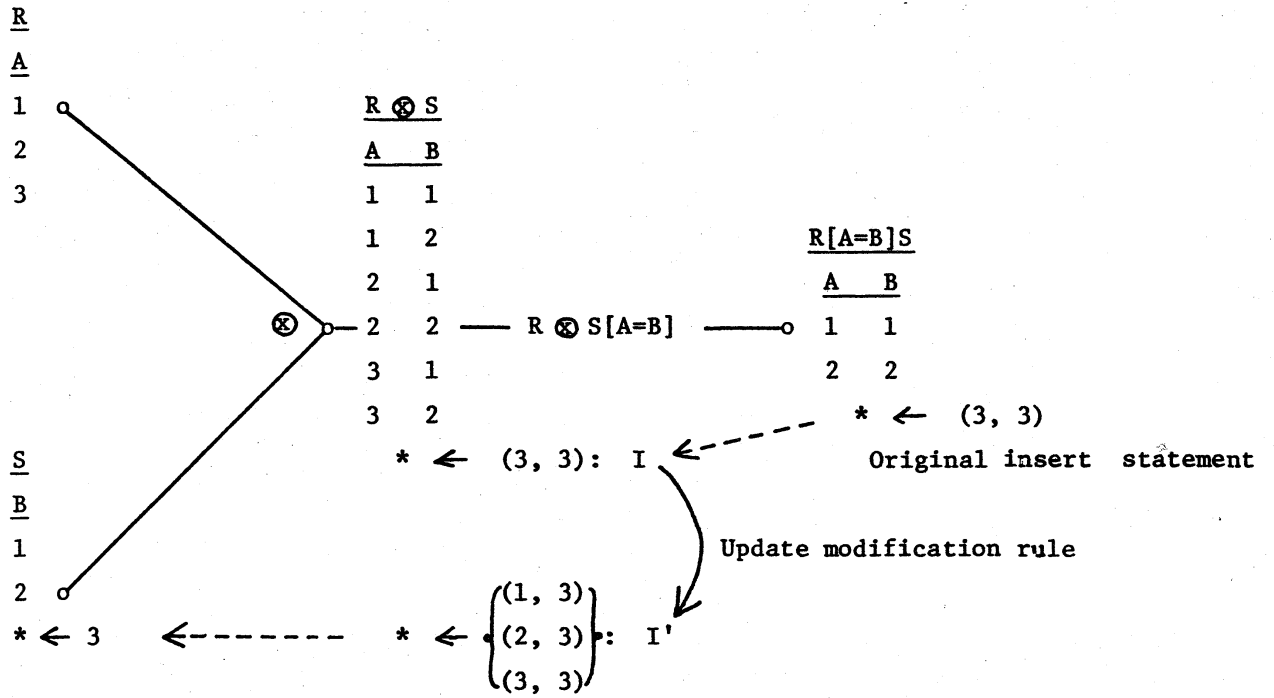 R
A
1
2
3
R ⊗ S
A B
1 1
1 2
2 1
⊗ 2 2 R ⊗ S[A=B]
3 1
3 2
* ← (3, 3): I
R[A=B]S
A B
1 1
2 2
* ← (3, 3)
Original insert statement
Update modification rule
S
B
1
2
* ← 3
* ← {(1, 3)
(2, 3)
(3, 3)}: I'